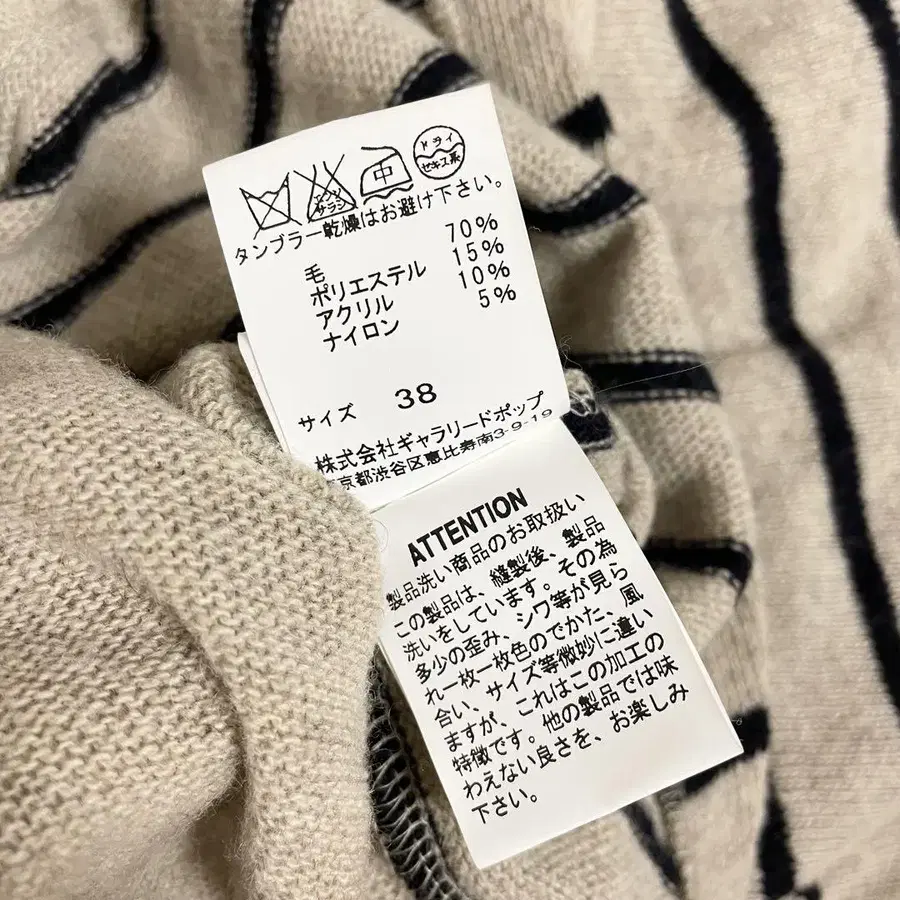 エンソ
サラシ
中
ドライ
セキユ系
タンブラー乾燥はお避け下さい。
毛 70%
ポリエステル 15%
アクリル 10%
ナイロン 5%
サイズ 38
株式会社ギャラリードポップ
東京都渋谷区恵比寿南3-9-19
ATTENTION
製品洗い商品のお取扱い
この製品は、縫製後、製品
洗いをしています。その為
多少の歪み、シワ等が見ら
れ一枚一枚色のでかた、風
合い、サイズ等微妙に違い
ますが、これはこの加工の
特徴です。他の製品では味
わえない良さを、お楽しみ
下さい。